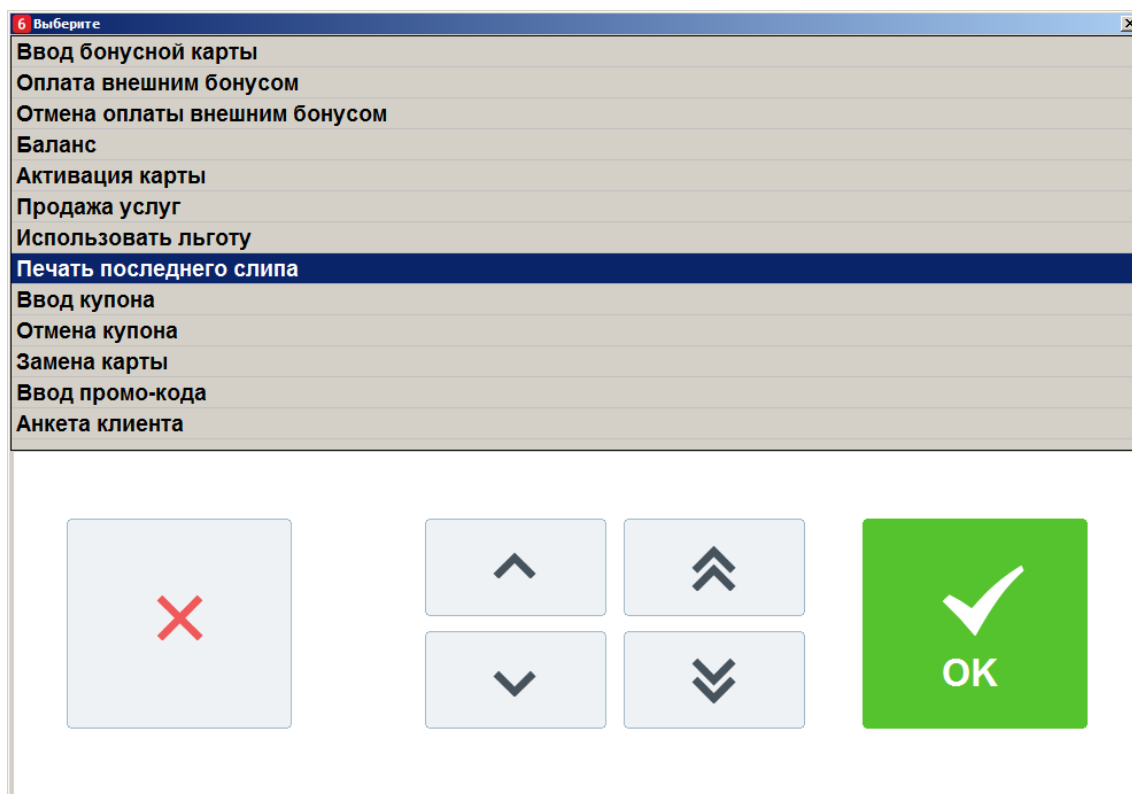 6 Выберите
Ввод бонусной карты
Оплата внешним бонусом
Отмена оплаты внешним бонусом
Баланс
Активация карты
Продажа услуг
Использовать льготу
Печать последнего слипа
Ввод купона
Отмена купона
Замена карты
Ввод промо-кода
Анкета клиента
OK